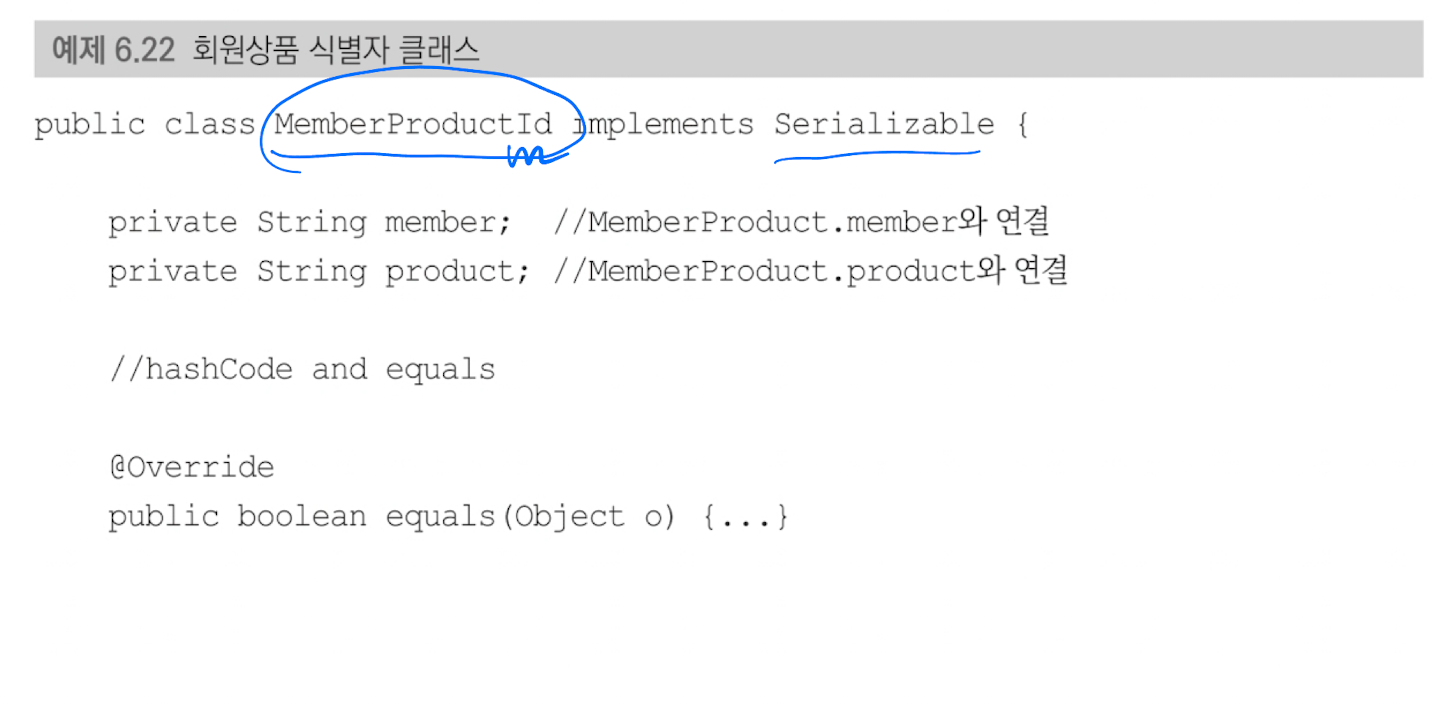 예제 6.22 회원상품 식별자 클래스
public class MemberProductId implements Serializable {
private String member; //MemberProduct.member와 연결
private String product; //MemberProduct.product와 연결
//hashCode and equals
@Override
public boolean equals(Object o) {...}